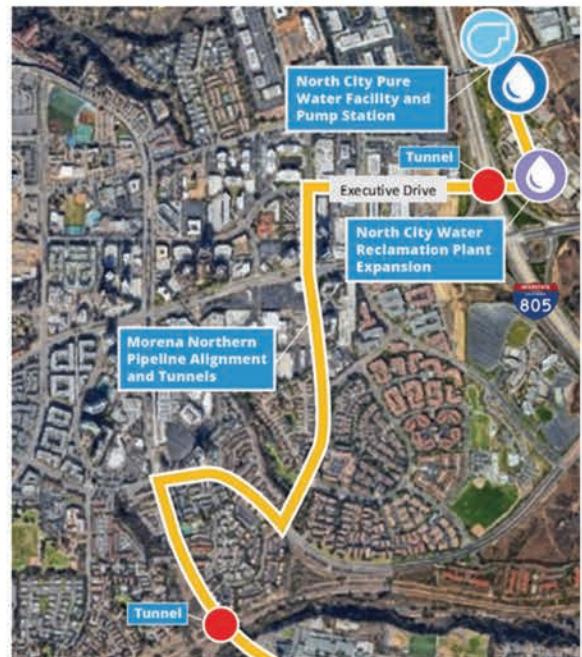 North City Pure
Water Facility and
Pump Station
Tunnel
Executive Drive
North City Water
Reclamation Plant
Expansion
INTERSTATE
805
Morena Northern
Pipeline Alignment
and Tunnels
Tunnel